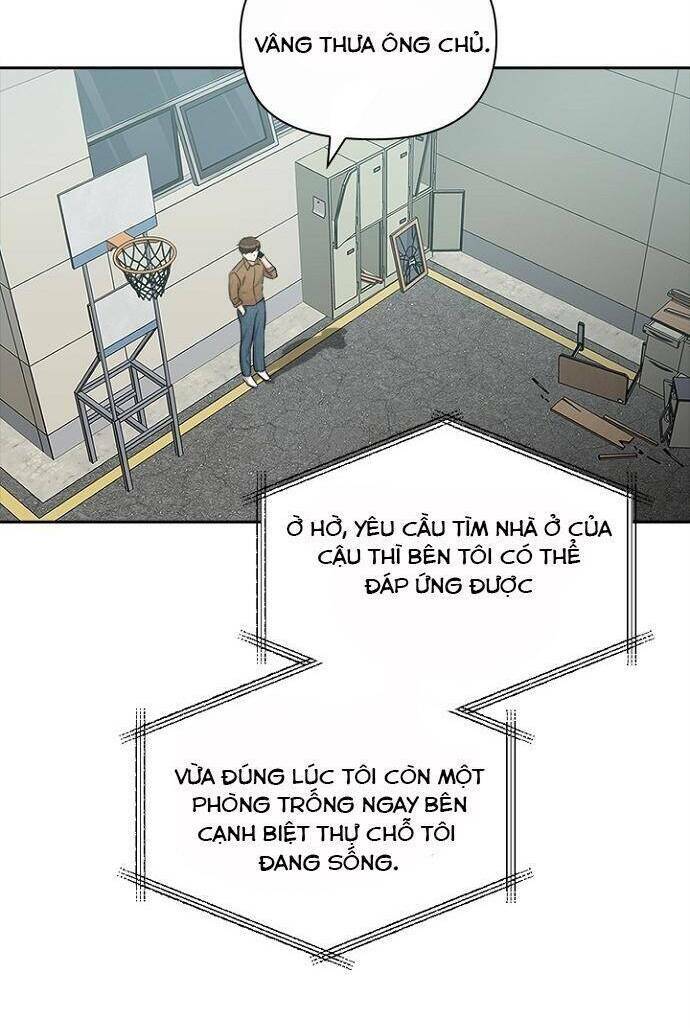 VÂNG THƯA ÔNG CHỦ.
Ở HỜ, YÊU CẦU TÌM NHÀ Ở CỦA
CẬU THÌ BÊN TÔI CÓ THỂ
ĐÁP ỨNG ĐƯỢC
VỪA ĐÚNG LÚC TÔI CÒN MỘT
PHÒNG TRỐNG NGAY BÊN
CẠNH BIỆT THỰ CHỖ TÔI
ĐANG SỐNG.